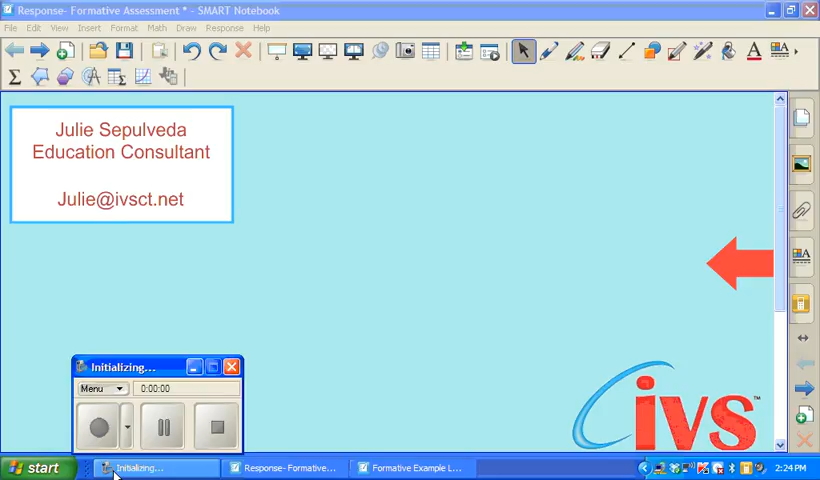 Response- Formative Assessment * - SMART Notebook
File Edit View Insert Format Math Draw Response Help
Julie Sepulveda
Education Consultant
Julie@ivsct.net
Initializing...
Menu 0:00:00
ivs™
start Initializing... Response- Formative... Formative Example L... 2:24 PM